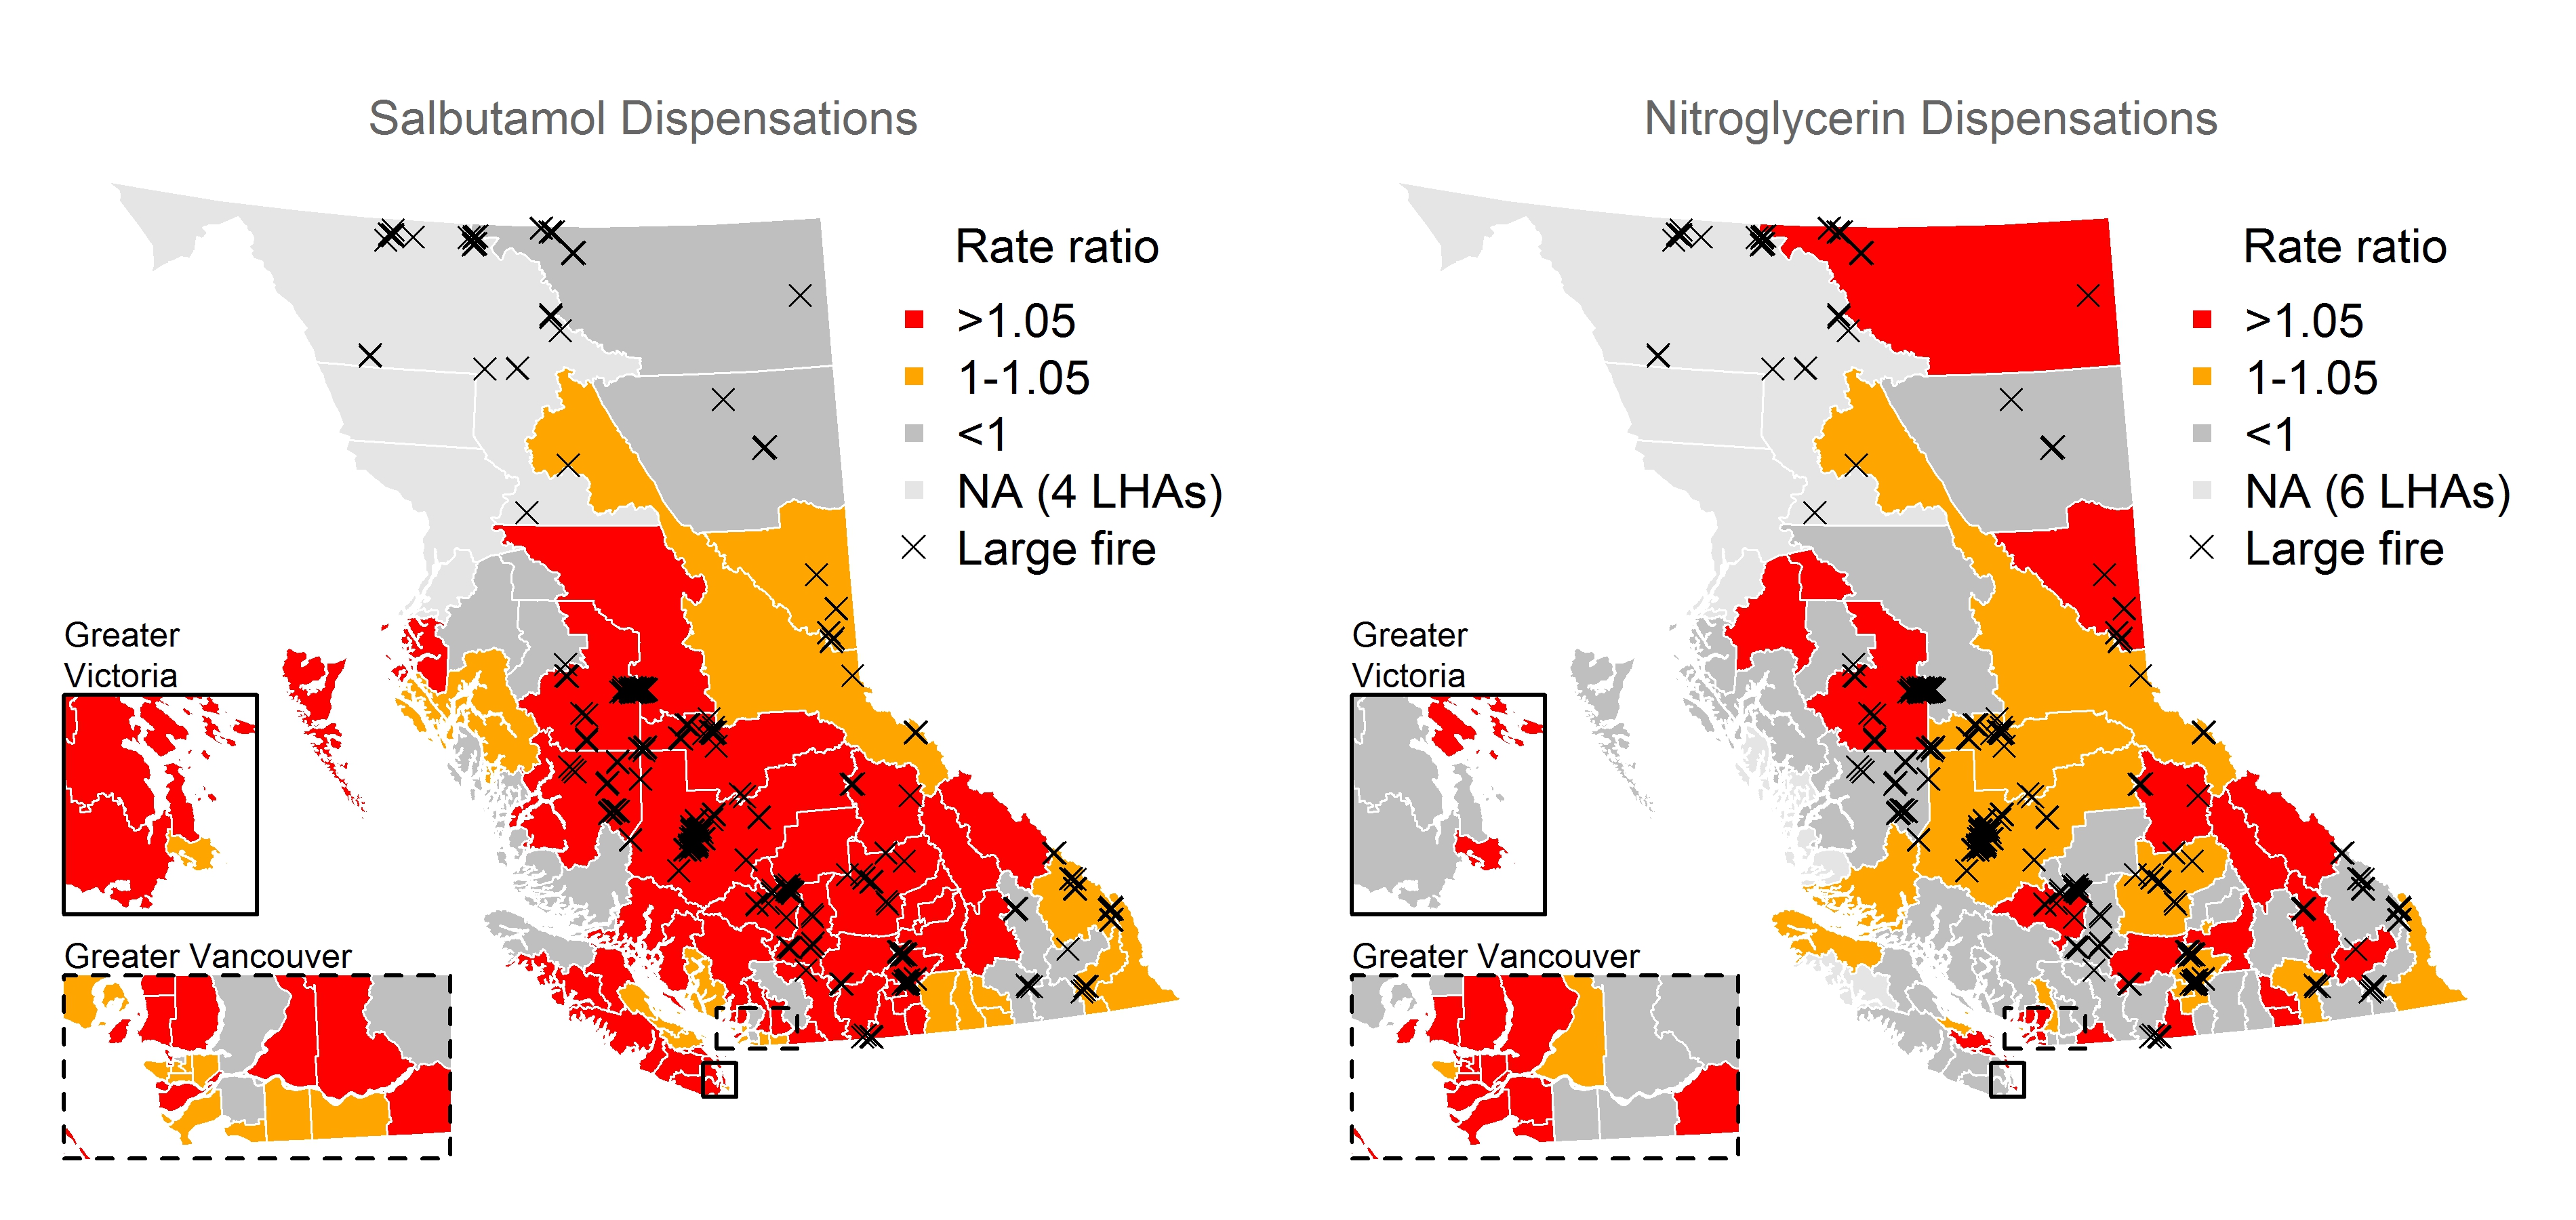 Salbutamol Dispensations
Rate ratio
>1.05
1-1.05
<1
NA (4 LHAs)
Large fire
Greater
Victoria
Greater Vancouver
Nitroglycerin Dispensations
Rate ratio
>1.05
1-1.05
<1
NA (6 LHAs)
Large fire
Greater
Victoria
Greater Vancouver